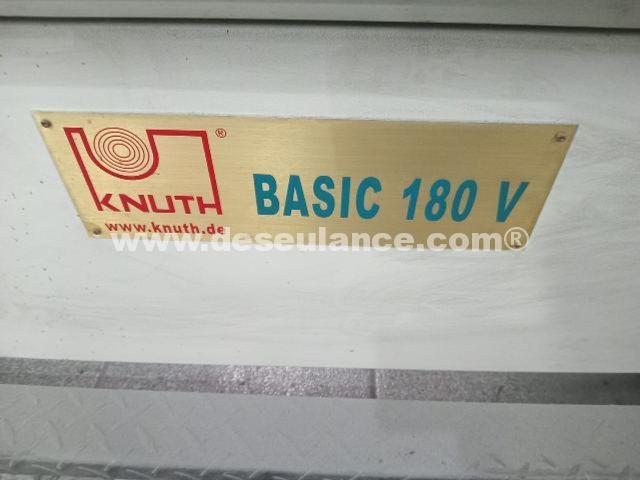 ®
KNUTH
www.knuth.de
BASIC 180 V
www.deseulance.com®